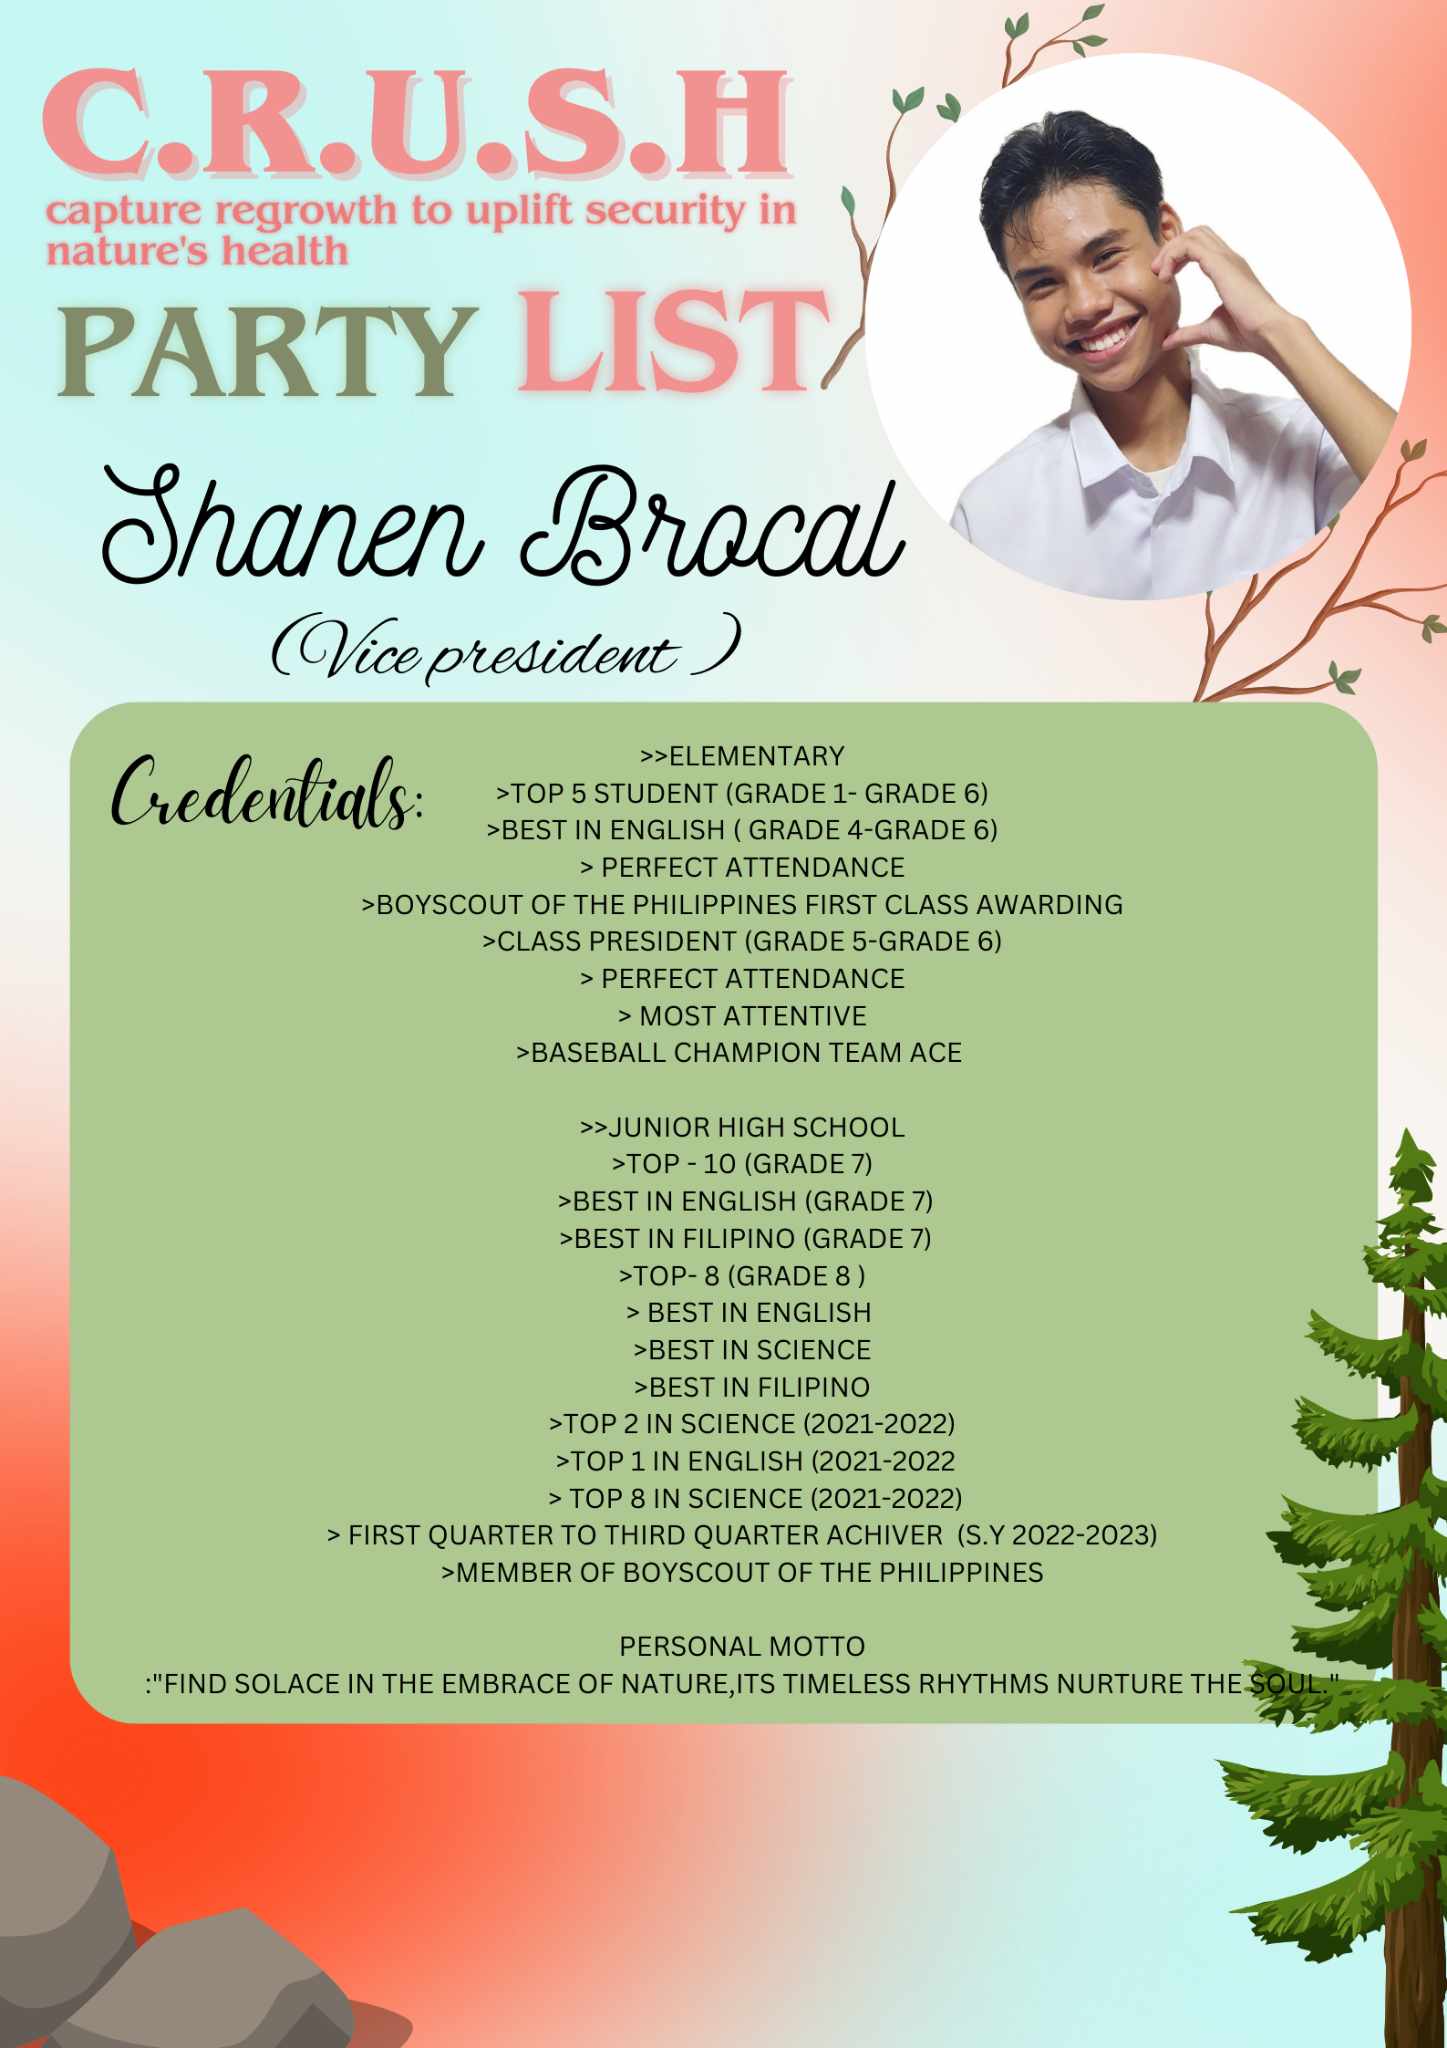 C.R.U.S.H
capture regrowth to uplift security in
nature's health
PARTY LIST
Shanen Brocal
(Vice president )
Credentials:
>>ELEMENTARY
>TOP 5 STUDENT (GRADE 1- GRADE 6)
>BEST IN ENGLISH ( GRADE 4-GRADE 6)
> PERFECT ATTENDANCE
>BOYSCOUT OF THE PHILIPPINES FIRST CLASS AWARDING
>CLASS PRESIDENT (GRADE 5-GRADE 6)
> PERFECT ATTENDANCE
> MOST ATTENTIVE
>BASEBALL CHAMPION TEAM ACE
>>JUNIOR HIGH SCHOOL
>TOP - 10 (GRADE 7)
>BEST IN ENGLISH (GRADE 7)
>BEST IN FILIPINO (GRADE 7)
>TOP- 8 (GRADE 8 )
> BEST IN ENGLISH
>BEST IN SCIENCE
>BEST IN FILIPINO
>TOP 2 IN SCIENCE (2021-2022)
>TOP 1 IN ENGLISH (2021-2022
> TOP 8 IN SCIENCE (2021-2022)
> FIRST QUARTER TO THIRD QUARTER ACHIVER  (S.Y 2022-2023)
>MEMBER OF BOYSCOUT OF THE PHILIPPINES
PERSONAL MOTTO
:"FIND SOLACE IN THE EMBRACE OF NATURE,ITS TIMELESS RHYTHMS NURTURE THE SOUL."